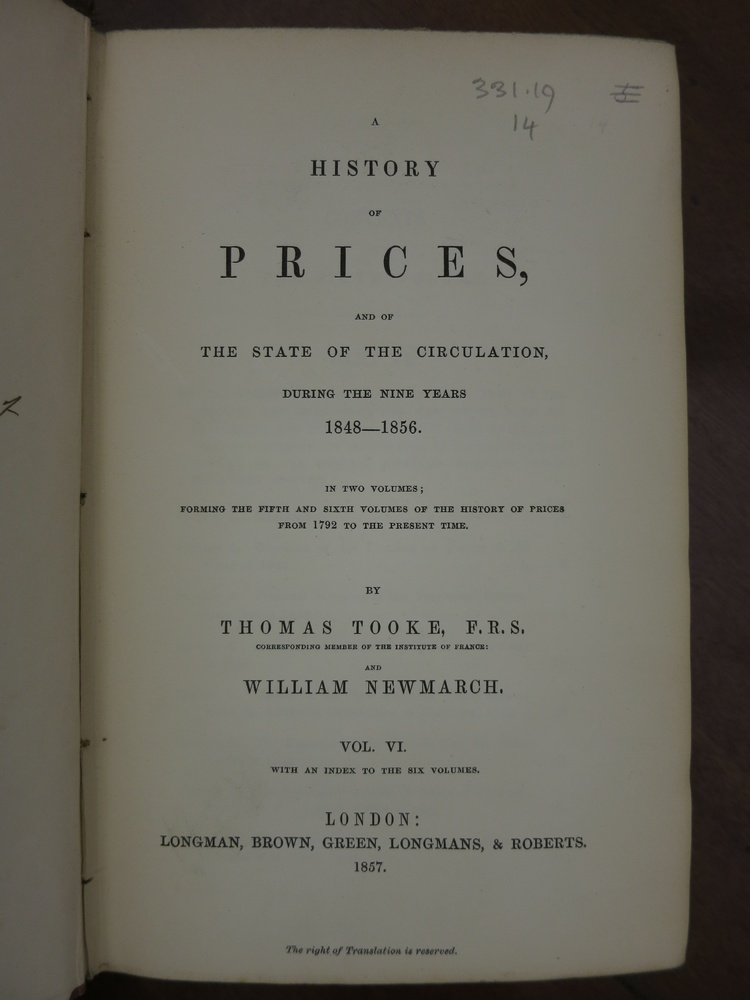 331.19
14
A
HISTORY
OF
PRICES,
AND OF
THE STATE OF THE CIRCULATION,
DURING THE NINE YEARS
1848—1856.
IN TWO VOLUMES;
FORMING THE FIFTH AND SIXTH VOLUMES OF THE HISTORY OF PRICES
FROM 1792 TO THE PRESENT TIME.
BY
THOMAS TOOKE, F.R.S.
CORRESPONDING MEMBER OF THE INSTITUTE OF FRANCE:
AND
WILLIAM NEWMARCH.
VOL. VI.
WITH AN INDEX TO THE SIX VOLUMES.
LONDON:
LONGMAN, BROWN, GREEN, LONGMANS, & ROBERTS.
1857.
The right of Translation is reserved.